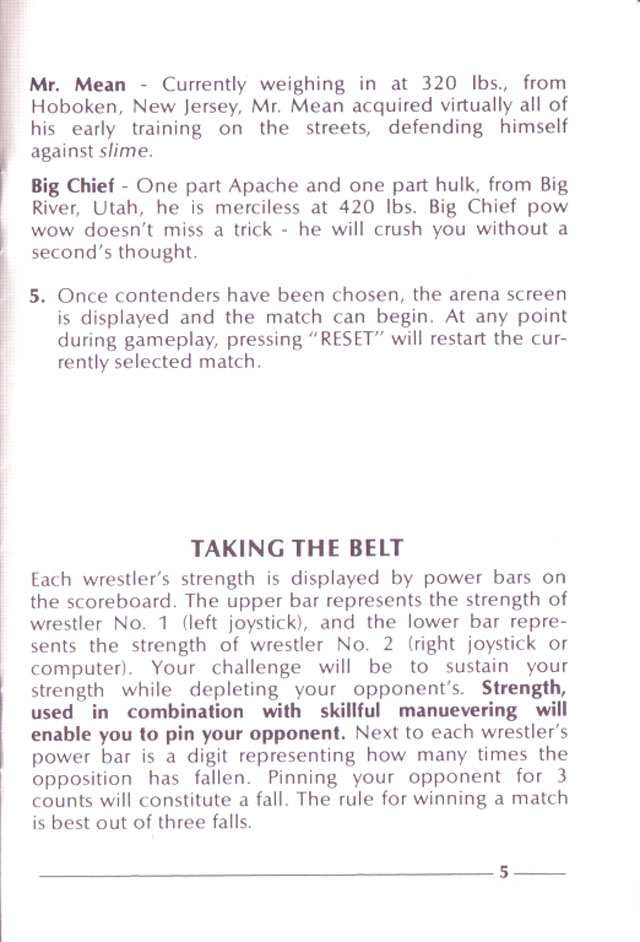 Mr. Mean - Currently weighing in at 320 lbs., from
Hoboken, New Jersey, Mr. Mean acquired virtually all of
his early training on the streets, defending himself
against slime.
Big Chief - One part Apache and one part hulk, from Big
River, Utah, he is merciless at 420 lbs. Big Chief pow
wow doesn't miss a trick - he will crush you without a
second's thought.
5. Once contenders have been chosen, the arena screen
is displayed and the match can begin. At any point
during gameplay, pressing "RESET" will restart the cur-
rently selected match.
TAKING THE BELT
Each wrestler's strength is displayed by power bars on
the scoreboard. The upper bar represents the strength of
wrestler No. 1 (left joystick), and the lower bar repre-
sents the strength of wrestler No. 2 (right joystick or
computer). Your challenge will be to sustain your
strength while depleting your opponent's. Strength,
used in combination with skillful manuevering will
enable you to pin your opponent. Next to each wrestler's
power bar is a digit representing how many times the
opposition has fallen. Pinning your opponent for 3
counts will constitute a fall. The rule for winning a match
is best out of three falls.
5